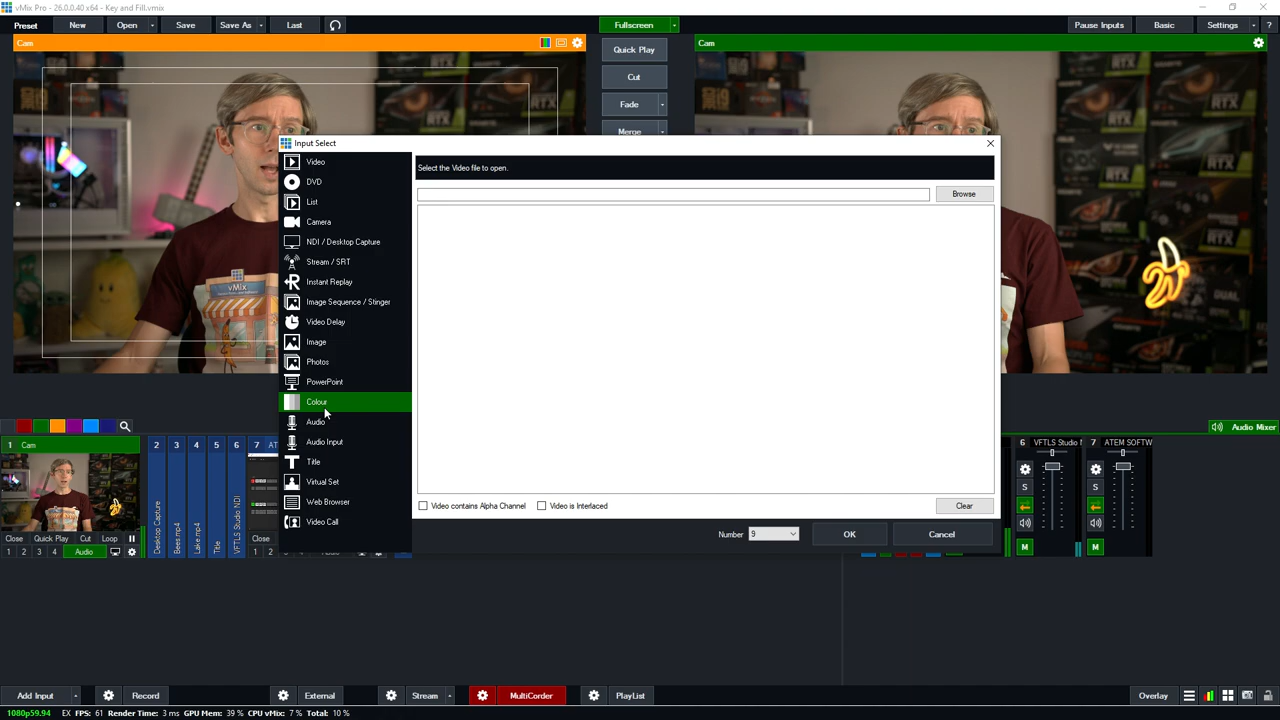 vMix Pro - 26.0.0.40 x64 - Key and Fill.vmix
Preset New Open Save Save As Last Fullscreen Pause Inputs Basic Settings ?
Cam
Quick Play
Cut
Fade
Merge
Cam
Input Select
Video
DVD
List
Camera
NDI / Desktop Capture
Stream / SRT
Instant Replay
Image Sequence / Stinger
Video Delay
Image
Photos
PowerPoint
Colour
Audio
Audio Input
Title
Virtual Set
Web Browser
Video Call
Select the Video file to open.
Browse
Video contains Alpha Channel Video is Interlaced Clear
Number 9 OK Cancel
RTX
vMix
Audio Mixer
1 Cam
2 Desktop Capture
3 Bees.mp4
4 Lake.mp4
5 Title
6 VFTLS Studio NDI
7 AT
Close Quick Play Cut Loop
1 2 3 4 Audio
Close
1 2
6 VFTLS Studio N
S
M
7 ATEM SOFTW
S
M
Add Input Record External Stream MultiCorder PlayList Overlay
1080p59.94 EX FPS: 61 Render Time: 3 ms GPU Mem: 39 % CPU vMix: 7 % Total: 10 %